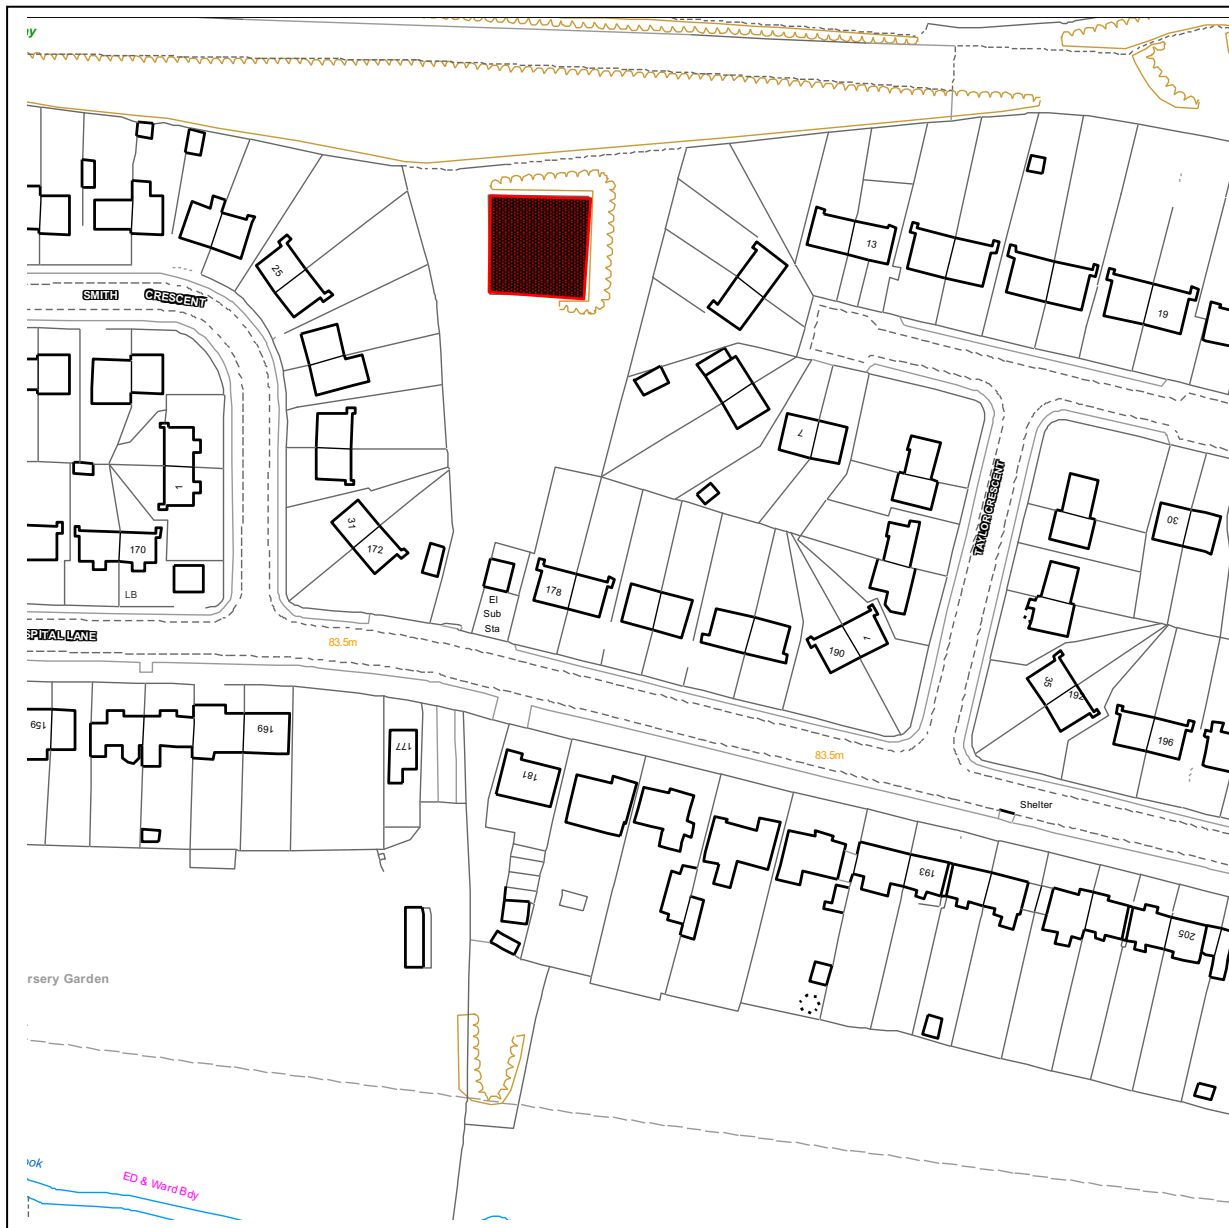 13
25
SMITH CRESCENT
19
7
1
TAYLOR CRESCENT
30
31
172
170
LB
178
El
Sub
Sta
SPITAL LANE
83.5m
190
1
35
192
196
159
169
177
181
83.5m
Shelter
193
205
rsery Garden
ED & Ward Bdy